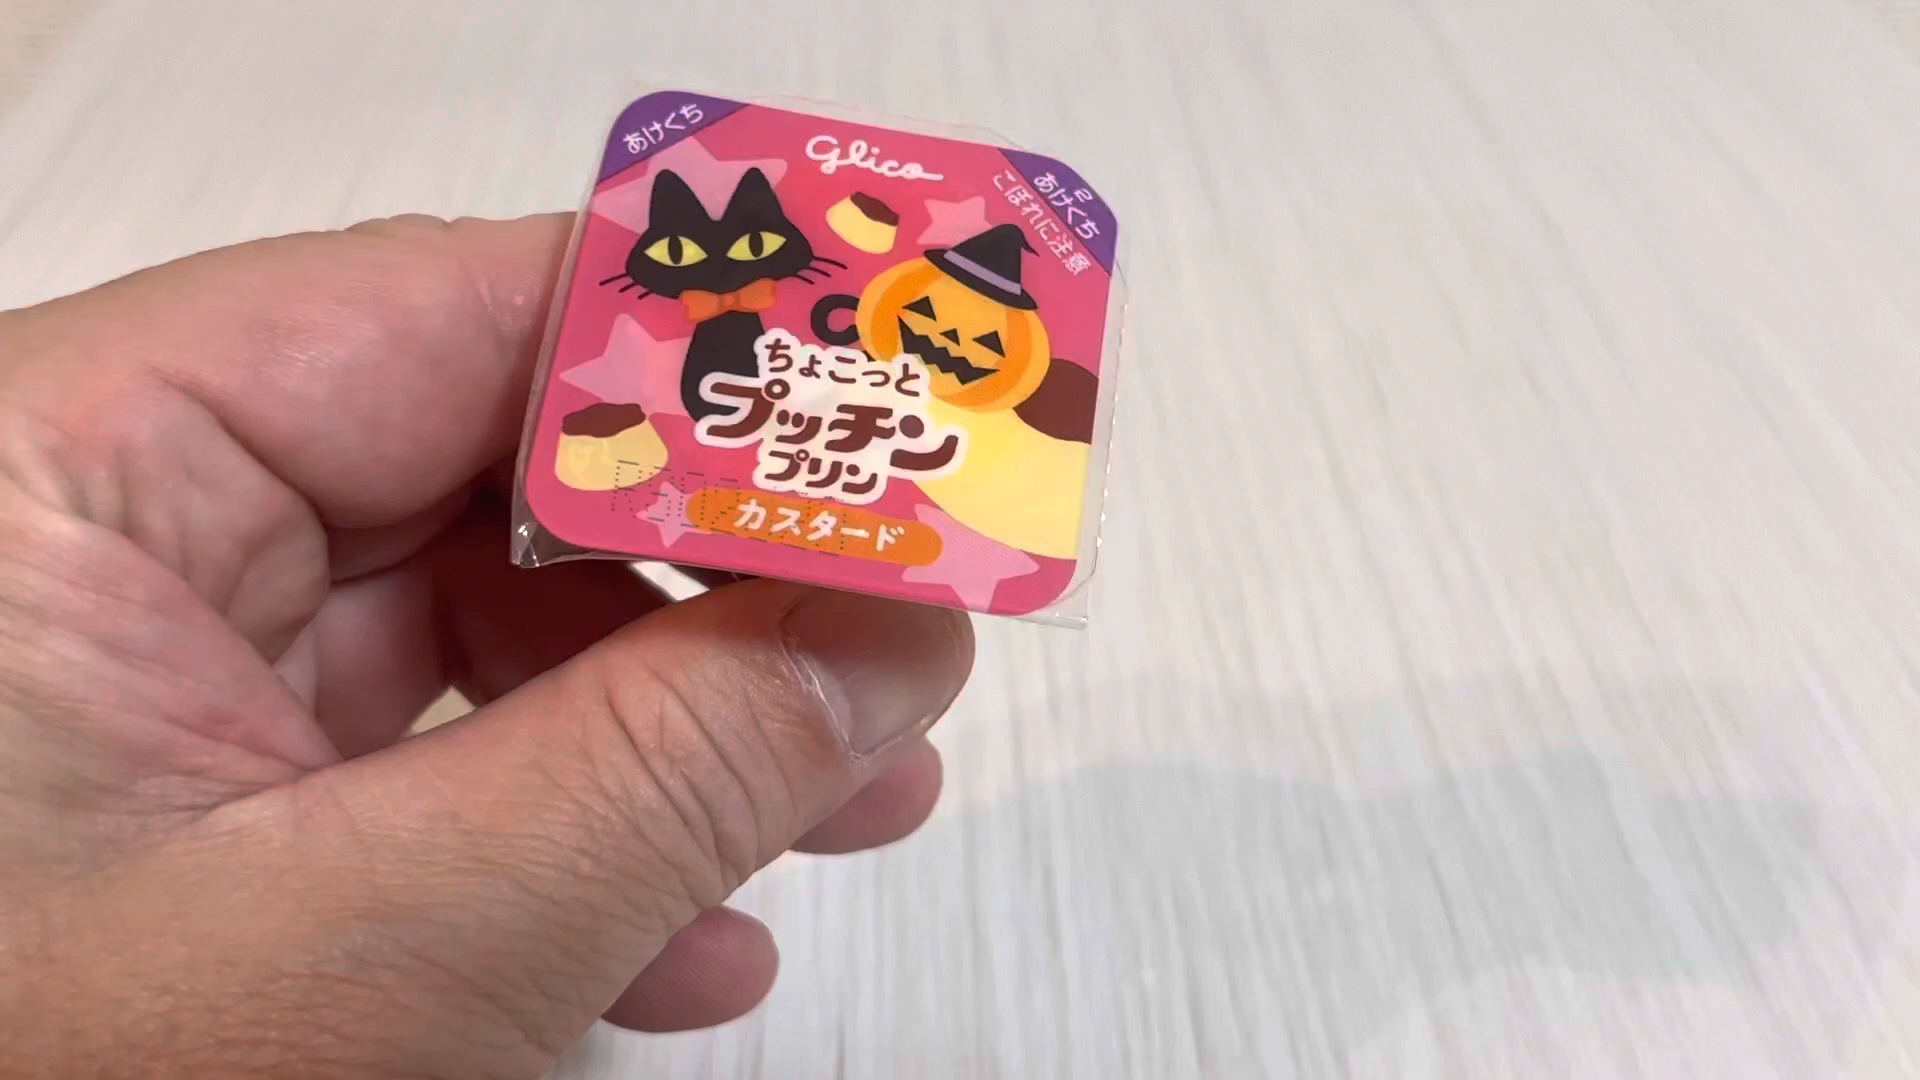 あけくち
Glico
あけくち
こぼれに注意
ちょこっと
プッチン
プリン
カスタード